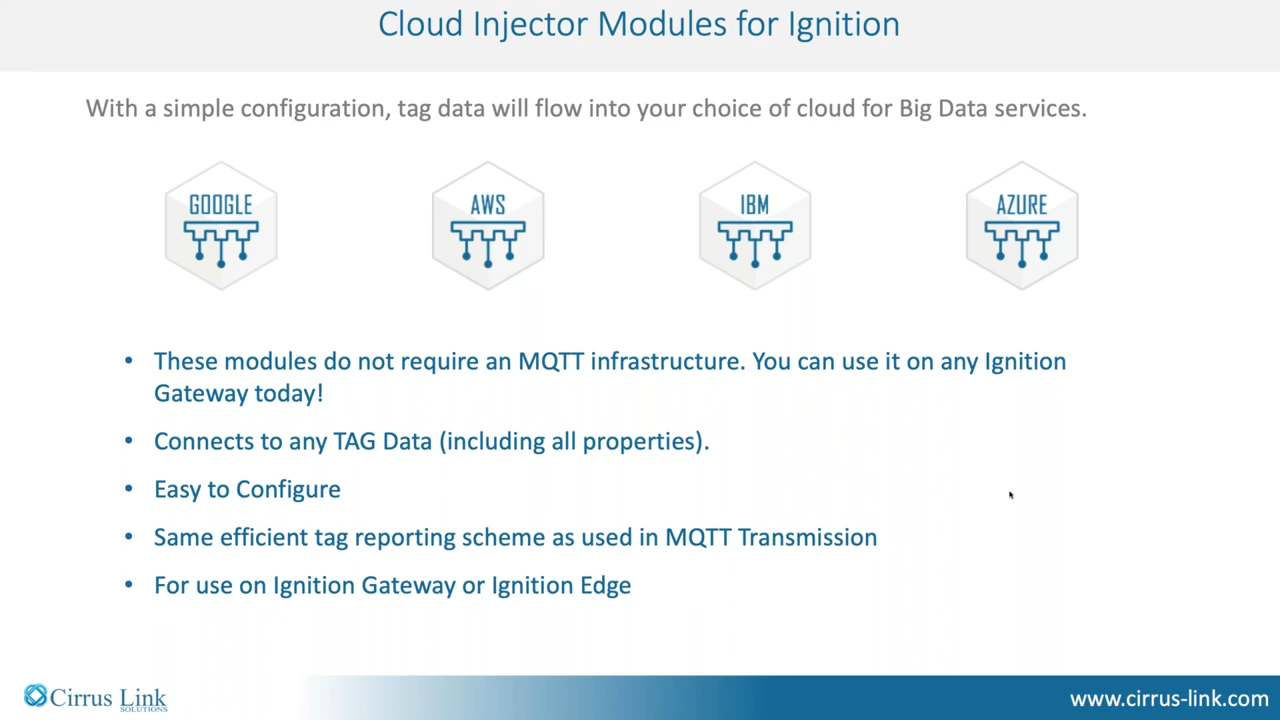 Cloud Injector Modules for Ignition
With a simple configuration, tag data will flow into your choice of cloud for Big Data services.
GOOGLE
AWS
IBM
AZURE
• These modules do not require an MQTT infrastructure. You can use it on any Ignition
Gateway today!
• Connects to any TAG Data (including all properties).
• Easy to Configure
• Same efficient tag reporting scheme as used in MQTT Transmission
• For use on Ignition Gateway or Ignition Edge
Cirrus Link
SOLUTIONS
www.cirrus-link.com